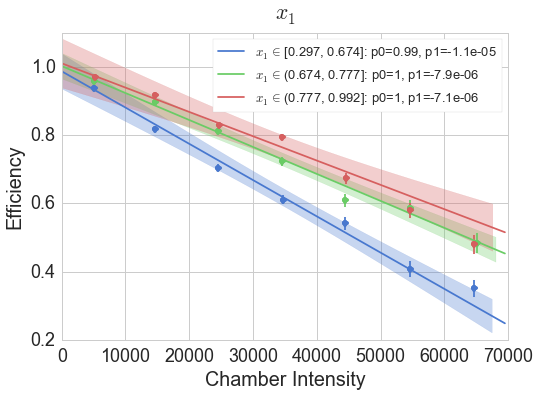 x₁
x₁ ∈ [0.297, 0.674]: p0=0.99, p1=-1.1e-05
x₁ ∈ (0.674, 0.777]: p0=1, p1=-7.9e-06
x₁ ∈ (0.777, 0.992]: p0=1, p1=-7.1e-06
Efficiency
1.0
0.8
0.6
0.4
0.2
0 10000 20000 30000 40000 50000 60000 70000
Chamber Intensity